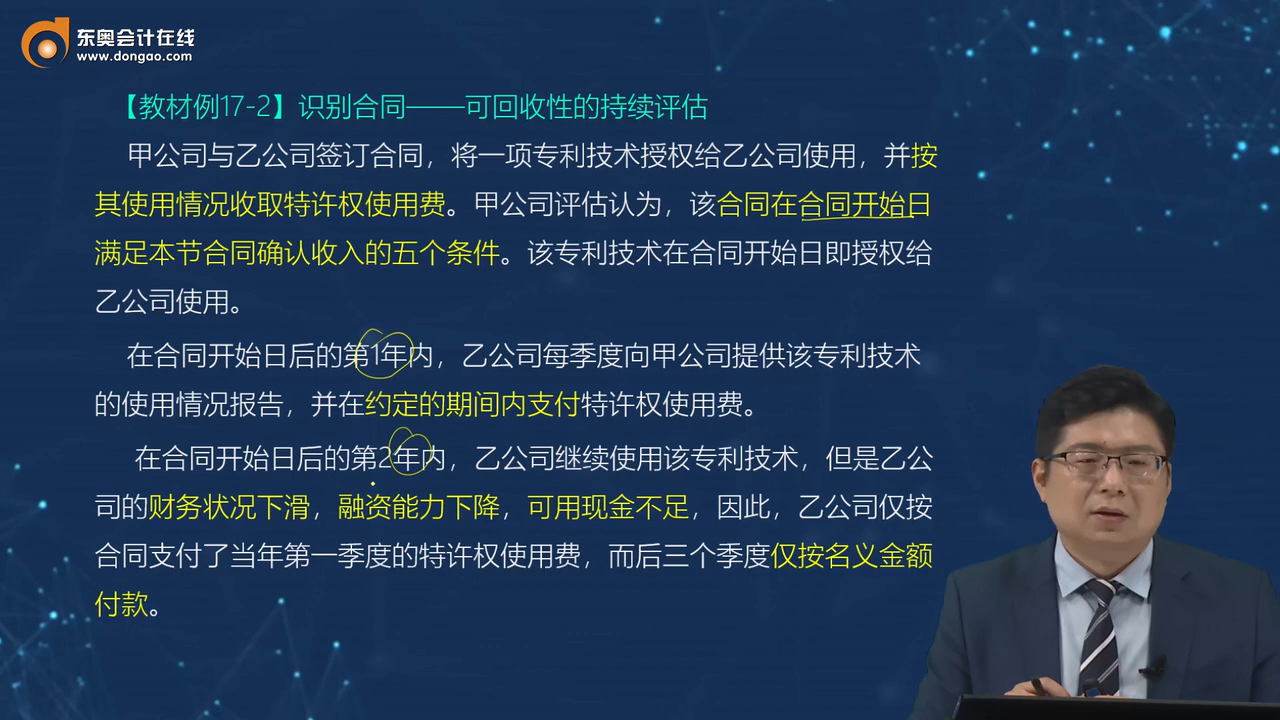 东奥会计在线
www.dongao.com
【教材例17-2】识别合同——可回收性的持续评估
甲公司与乙公司签订合同，将一项专利技术授权给乙公司使用，并按
其使用情况收取特许权使用费。甲公司评估认为，该合同在合同开始日
满足本节合同确认收入的五个条件。该专利技术在合同开始日即授权给
乙公司使用。
在合同开始日后的第1年内，乙公司每季度向甲公司提供该专利技术
的使用情况报告，并在约定的期间内支付特许权使用费。
在合同开始日后的第2年内，乙公司继续使用该专利技术，但是乙公
司的财务状况下滑，融资能力下降，可用现金不足，因此，乙公司仅按
合同支付了当年第一季度的特许权使用费，而后三个季度仅按名义金额
付款。